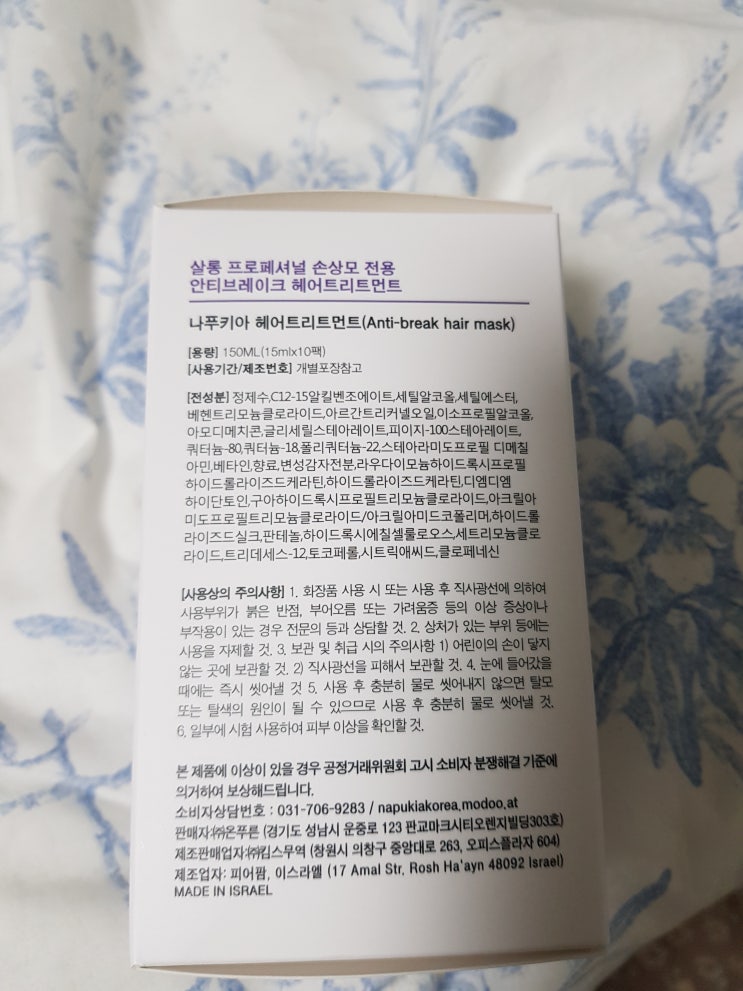 살롱 프로페셔널 손상모 전용
안티브레이크 헤어트리트먼트
나푸키아 헤어트리트먼트(Anti-break hair mask)
[용량] 150ML(15mlx10팩)
[사용기간/제조번호] 개별포장참고
[전성분] 정제수,C12-15알킬벤조에이트,세틸알코올,세틸에스터,
베헨트리모늄클로라이드,아르간트리커넬오일,이소프로필알코올,
아모디메치콘,글리세릴스테아레이트,피이지-100스테아레이트,
쿼터늄-80,쿼터늄-18,폴리쿼터늄-22,스테아라미도프로필 디메칠
아민,베타인,향료,변성감자전분,라우다이모늄하이드록시프로필
하이드롤라이즈드케라틴,하이드롤라이즈드케라틴,디엠디엠
하이단토인,구아하이드록시프로필트리모늄클로라이드,아크릴아
미도프로필트리모늄클로라이드/아크릴아미드코폴리머,하이드롤
라이즈드실크,판테놀,하이드록시에칠셀룰로오스,세트리모늄클로
라이드,트리데세스-12,토코페롤,시트릭애씨드,클로페네신
[사용상의 주의사항] 1. 화장품 사용 시 또는 사용 후 직사광선에 의하여
사용부위가 붉은 반점, 부어오름 또는 가려움증 등의 이상 증상이나
부작용이 있는 경우 전문의 등과 상담할 것. 2. 상처가 있는 부위 등에는
사용을 자제할 것. 3. 보관 및 취급 시의 주의사항 1) 어린이의 손이 닿지
않는 곳에 보관할 것. 2) 직사광선을 피해서 보관할 것. 4. 눈에 들어갔을
때에는 즉시 씻어낼 것 5. 사용 후 충분히 물로 씻어내지 않으면 탈모
또는 탈색의 원인이 될 수 있으므로 사용 후 충분히 물로 씻어낼 것.
6. 일부에 시험 사용하여 피부 이상을 확인할 것.
본 제품에 이상이 있을 경우 공정거래위원회 고시 소비자 분쟁해결 기준에
의거하여 보상해드립니다.
소비자상담번호 : 031-706-9283 / napukiakorea.modoo.at
판매자:㈜온푸른 (경기도 성남시 운중로 123 판교마크시티오렌지빌딩303호)
제조판매업자:㈜킴스무역 (창원시 의창구 중앙대로 263, 오피스플라자 604)
제조업자: 피어팜, 이스라엘 (17 Amal Str, Rosh Ha'ayn 48092 Israel)
MADE IN ISRAEL